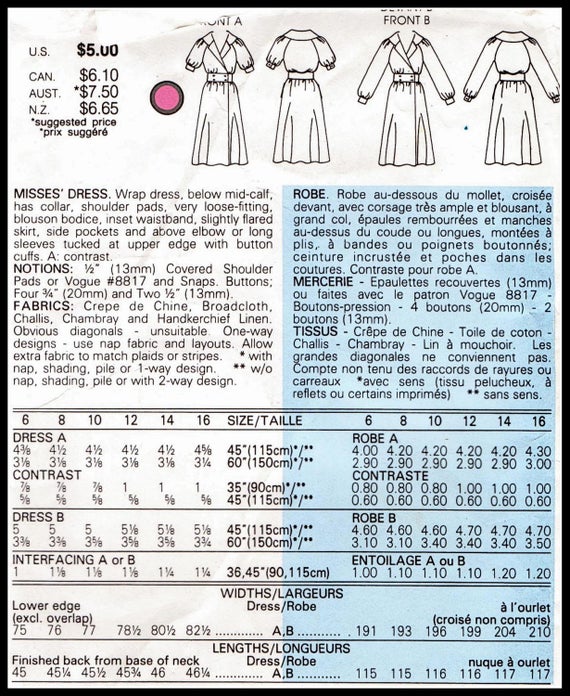 FRONT A
FRONT B
U.S. $5.00
CAN. $6.10
AUST. *$7.50
N.Z. $6.65
*suggested price
*prix suggéré
MISSES' DRESS. Wrap dress, below mid-calf,
has collar, shoulder pads, very loose-fitting,
blouson bodice, inset waistband, slightly flared
skirt, side pockets and above elbow or long
sleeves tucked at upper edge with button
cuffs. A: contrast.
NOTIONS: ½" (13mm) Covered Shoulder
Pads or Vogue #8817 and Snaps. Buttons;
Four ¾" (20mm) and Two ½" (13mm).
FABRICS: Crepe de Chine, Broadcloth,
Challis, Chambray and Handkerchief Linen.
Obvious diagonals - unsuitable. One-way
designs - use nap fabric and layouts. Allow
extra fabric to match plaids or stripes. * with
nap, shading, pile or 1-way design. ** w/o
nap, shading, pile or with 2-way design.
ROBE. Robe au-dessous du mollet, croisée
devant, avec corsage très ample et blousant, à
grand col, épaules rembourrées et manches
au-dessus du coude ou longues, montées à
plis, à bandes ou poignets boutonnés;
ceinture incrustée et poches dans les
coutures. Contraste pour robe A.
MERCERIE - Epaulettes recouvertes (13mm)
ou faites avec le patron Vogue 8817 -
Boutons-pression - 4 boutons (20mm) - 2
boutons (13mm).
TISSUS - Crêpe de Chine - Toile de coton -
Challis - Chambray - Lin à mouchoir. Les
grandes diagonales ne conviennent pas.
Compte non tenu des raccords de rayures ou
carreaux *avec sens (tissu pelucheux, à
reflets ou certains imprimés) ** sans sens.
6 8 10 12 14 16 SIZE/TAILLE 6 8 10 12 14 16
DRESS A ROBE A
4⅜ 4½ 4½ 4½ 4½ 4⅝ 45"(115cm)*/** 4.00 4.20 4.20 4.20 4.20 4.30
3⅛ 3⅛ 3⅛ 3⅛ 3⅛ 3¼ 60"(150cm)*/** 2.90 2.90 2.90 2.90 2.90 3.00
CONTRAST CONTRASTE
⅞ ⅞ ⅞ 1 1 1 35"(90cm)*/** 0.80 0.80 0.80 1.00 1.00 1.00
⅝ ⅝ ⅝ ⅝ ⅝ ⅝ 45"(115cm)*/** 0.60 0.60 0.60 0.60 0.60 0.60
DRESS B ROBE B
5 5 5 5⅛ 5⅛ 5⅛ 45"(115cm)*/** 4.60 4.60 4.60 4.70 4.70 4.70
3⅜ 3⅜ 3⅝ 3⅝ 3⅝ 3¾ 60"(150cm)*/** 3.10 3.10 3.40 3.40 3.40 3.50
INTERFACING A or B ENTOILAGE A ou B
1 1⅛ 1⅛ 1⅛ 1¼ 1¼ 36,45"(90,115cm) 1.00 1.10 1.10 1.10 1.20 1.20
WIDTHS/LARGEURS
Lower edge Dress/Robe à l'ourlet
(excl. overlap) (croisé non compris)
75 76 77 78½ 80½ 82½ ............. A,B ............. 191 193 196 199 204 210
LENGTHS/LONGUEURS
Finished back from base of neck Dress/Robe nuque à ourlet
45 45¼ 45½ 45¾ 46 46¼ ............. A,B ............. 115 115 116 116 117 117